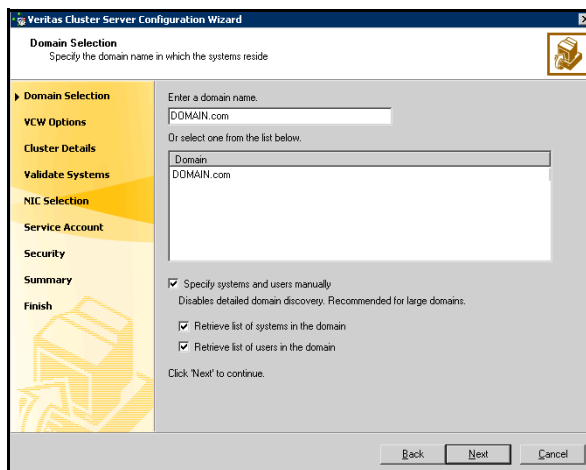 Veritas Cluster Server Configuration Wizard
Domain Selection
Specify the domain name in which the systems reside
Domain Selection
VCW Options
Cluster Details
Validate Systems
NIC Selection
Service Account
Security
Summary
Finish
Enter a domain name.
DOMAIN.com
Or select one from the list below.
Domain
DOMAIN.com
Specify systems and users manually
Disables detailed domain discovery. Recommended for large domains.
Retrieve list of systems in the domain
Retrieve list of users in the domain
Click 'Next' to continue.
Back Next Cancel